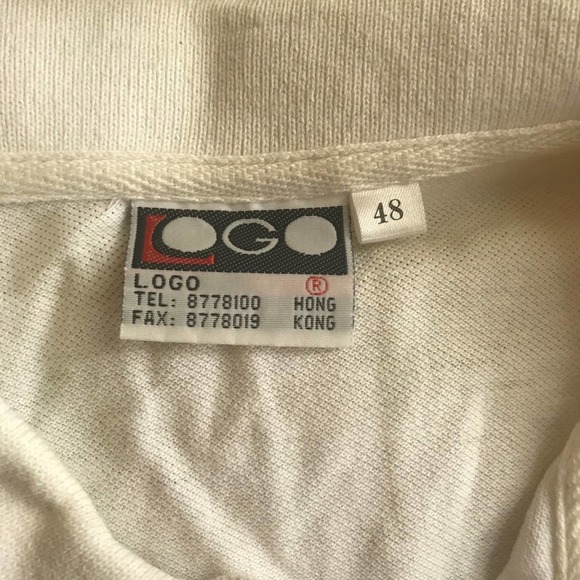 LOGO
48
LOGO ®
TEL: 8778100 HONG
FAX: 8778019 KONG